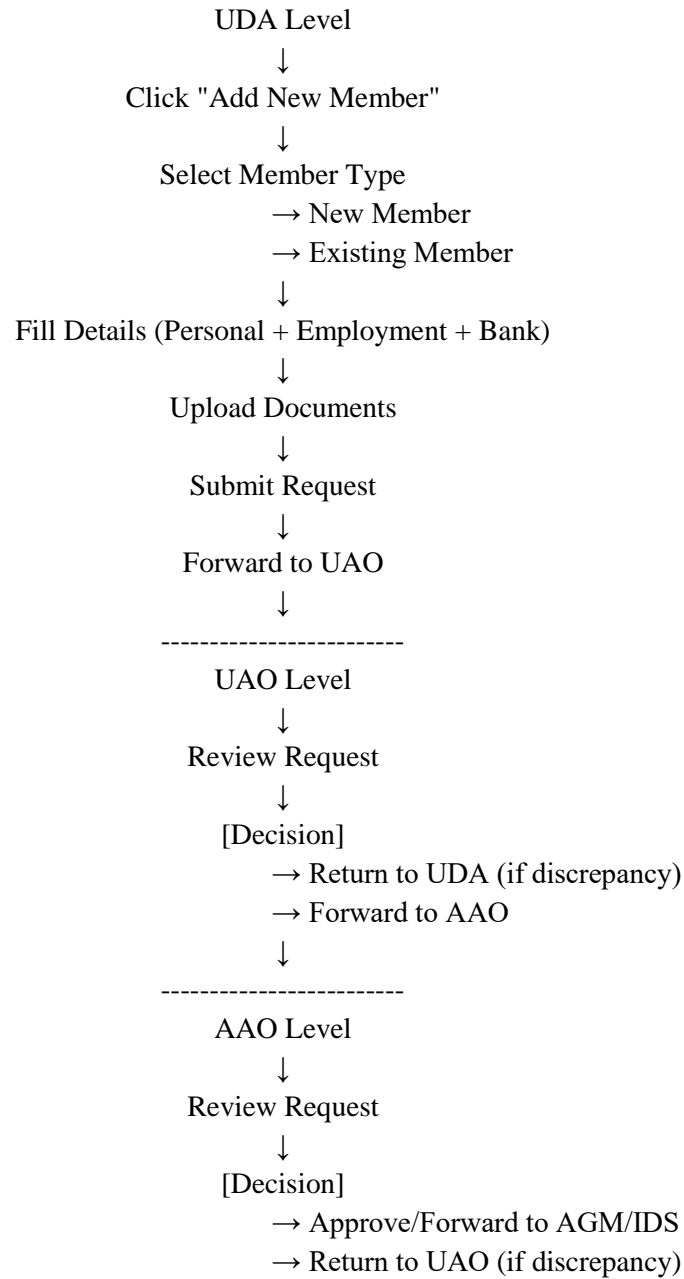 UDA Level
↓
Click "Add New Member"
↓
Select Member Type
→ New Member
→ Existing Member
↓
Fill Details (Personal + Employment + Bank)
↓
Upload Documents
↓
Submit Request
↓
Forward to UAO
↓
-------------------------
UAO Level
↓
Review Request
↓
[Decision]
→ Return to UDA (if discrepancy)
→ Forward to AAO
↓
-------------------------
AAO Level
↓
Review Request
↓
[Decision]
→ Approve/Forward to AGM/IDS
→ Return to UAO (if discrepancy)